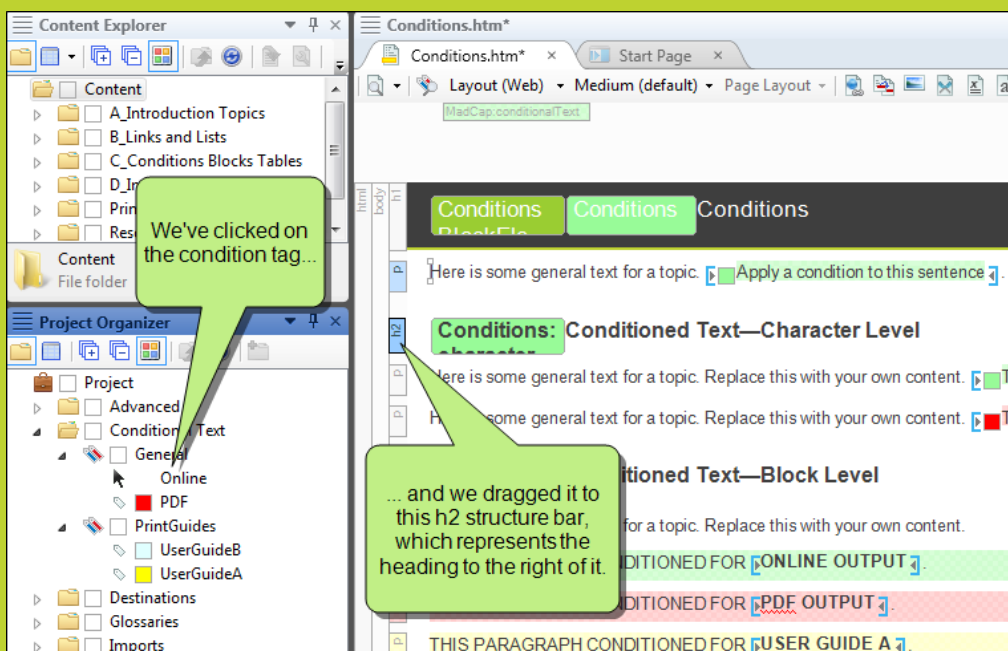 Content Explorer
Content
A_Introduction Topics
B_Links and Lists
C_Conditions Blocks Tables
Content
File folder
We've clicked on
the condition tag...
Project Organizer
Project
Advanced
Conditional Text
General
Online
PDF
PrintGuides
UserGuideB
UserGuideA
Destinations
Glossaries
Imports
Conditions.htm*
Conditions.htm*
Start Page
Layout (Web) Medium (default) Page Layout
MadCap:conditionalText
html body h1
Conditions Conditions Conditions
p Here is some general text for a topic. Apply a condition to this sentence .
h2 Conditions: Conditioned Text—Character Level
character
p Here is some general text for a topic. Replace this with your own content.
p some general text for a topic. Replace this with your own content.
... and we dragged it to
this h2 structure bar,
which represents the
heading to the right of it.
Text—Block Level
for a topic. Replace this with your own content.
FOR ONLINE OUTPUT .
FOR PDF OUTPUT .
p THIS PARAGRAPH CONDITIONED FOR USER GUIDE A .